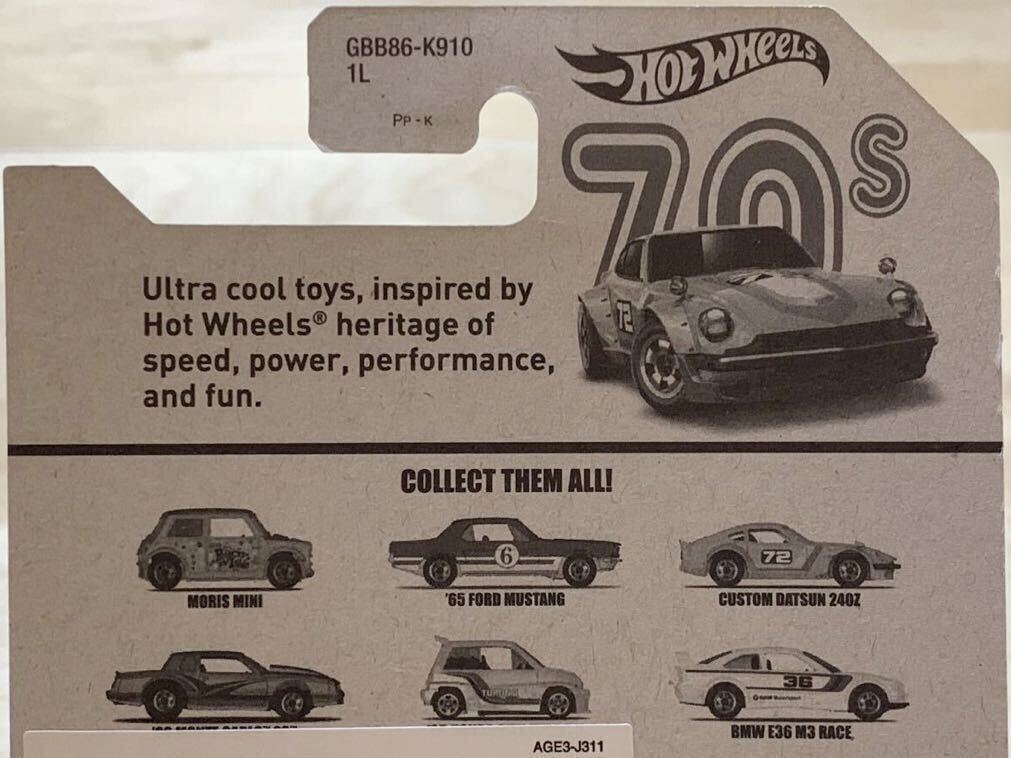 GBB86-K910
1L
PP-K
HOT WHEELS
70s
Ultra cool toys, inspired by
Hot Wheels® heritage of
speed, power, performance,
and fun.
72
COLLECT THEM ALL!
6
72
MORIS MINI
'65 FORD MUSTANG
CUSTOM DATSUN 240Z
36
BMW E36 M3 RACE
AGE3-J311